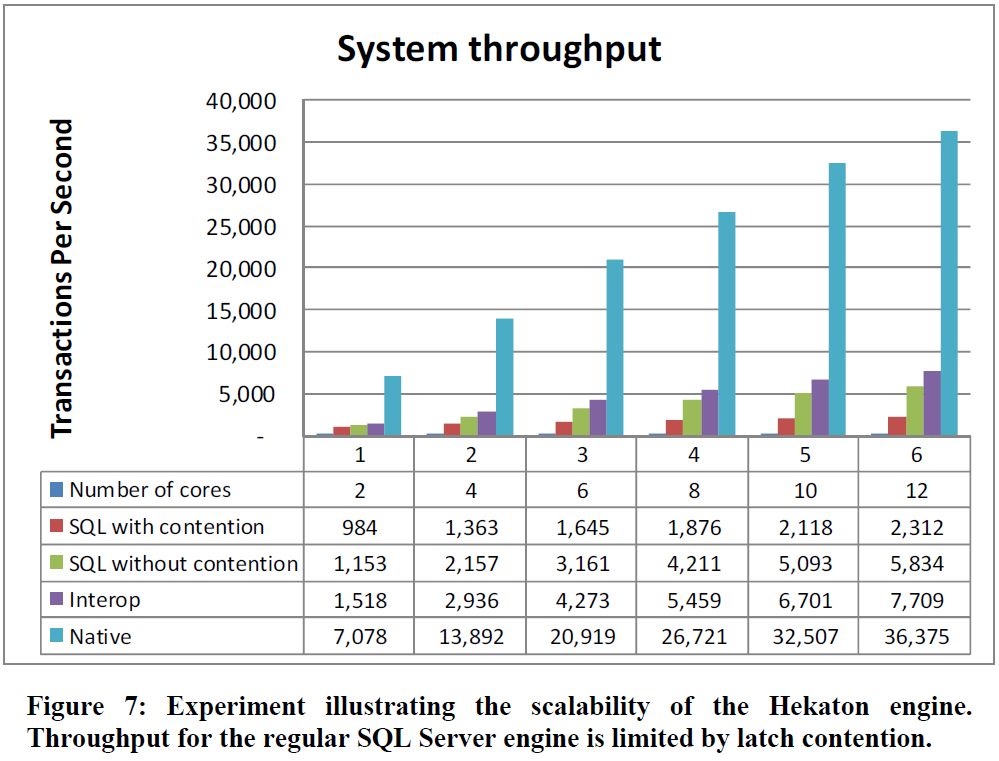 System throughput
Transactions Per Second
40,000
35,000
30,000
25,000
20,000
15,000
10,000
5,000
-
1 2 3 4 5 6
Number of cores 2 4 6 8 10 12
SQL with contention 984 1,363 1,645 1,876 2,118 2,312
SQL without contention 1,153 2,157 3,161 4,211 5,093 5,834
Interop 1,518 2,936 4,273 5,459 6,701 7,709
Native 7,078 13,892 20,919 26,721 32,507 36,375
Figure 7: Experiment illustrating the scalability of the Hekaton engine.
Throughput for the regular SQL Server engine is limited by latch contention.